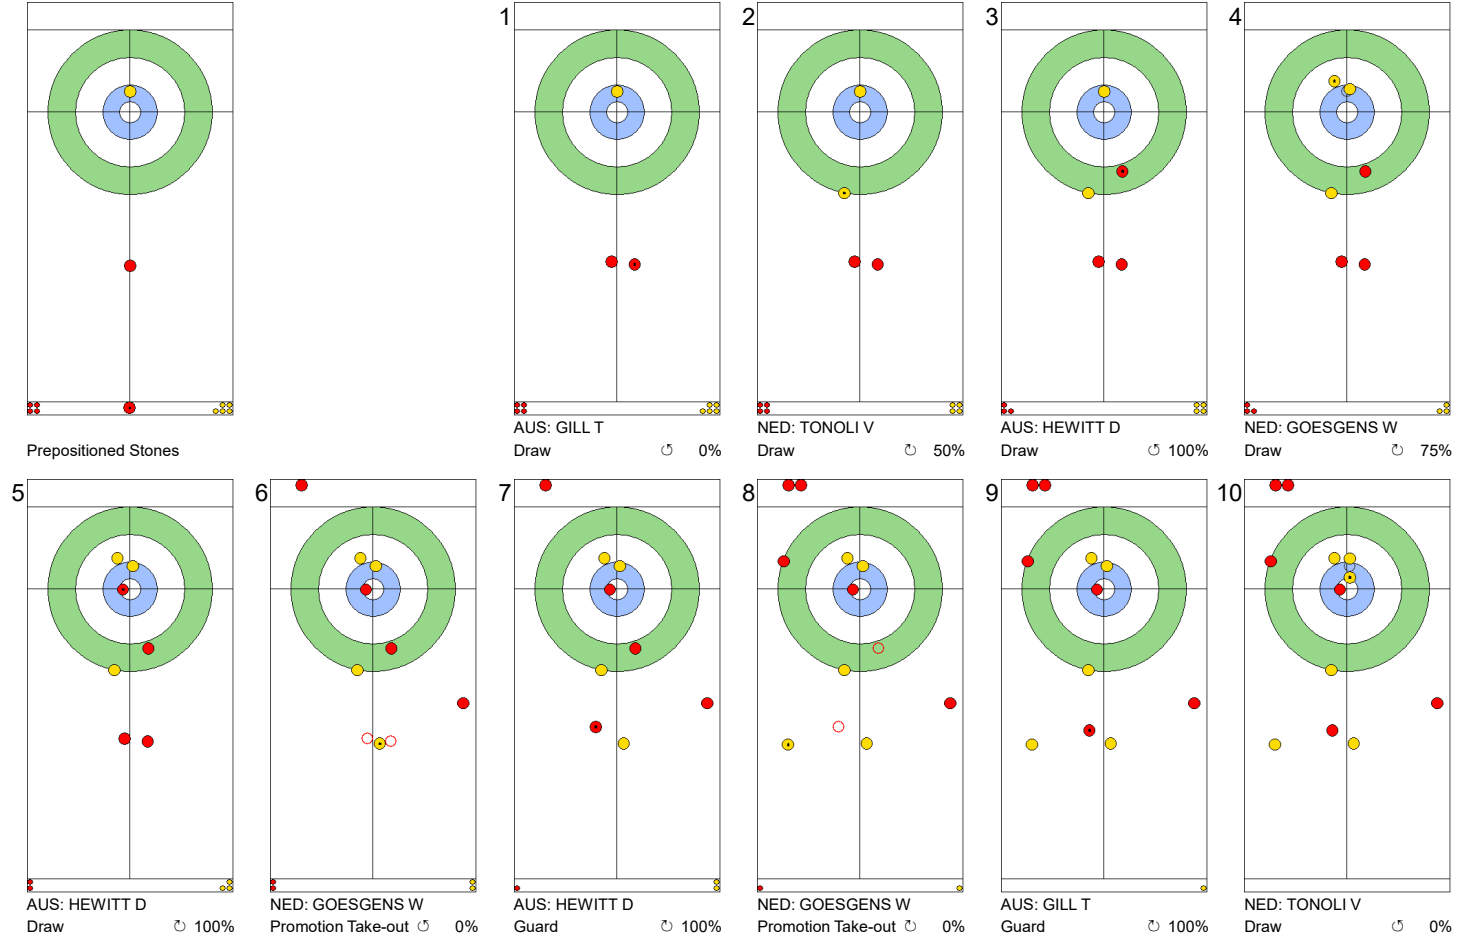 1
2
3
4
Prepositioned Stones
AUS: GILL T
Draw ↺ 0%
NED: TONOLI V
Draw ↻ 50%
AUS: HEWITT D
Draw ↺ 100%
NED: GOESGENS W
Draw ↻ 75%
5
6
7
8
9
10
AUS: HEWITT D
Draw ↻ 100%
NED: GOESGENS W
Promotion Take-out ↺ 0%
AUS: HEWITT D
Guard ↻ 100%
NED: GOESGENS W
Promotion Take-out ↻ 0%
AUS: GILL T
Guard ↻ 100%
NED: TONOLI V
Draw ↺ 0%